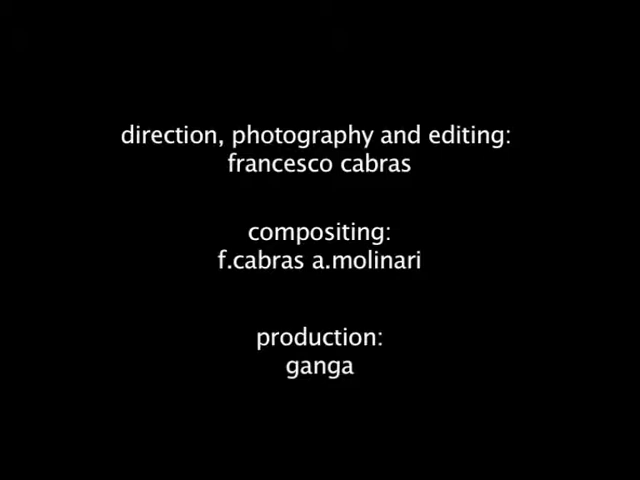 direction, photography and editing:
francesco cabras
compositing:
f.cabras a.molinari
production:
ganga